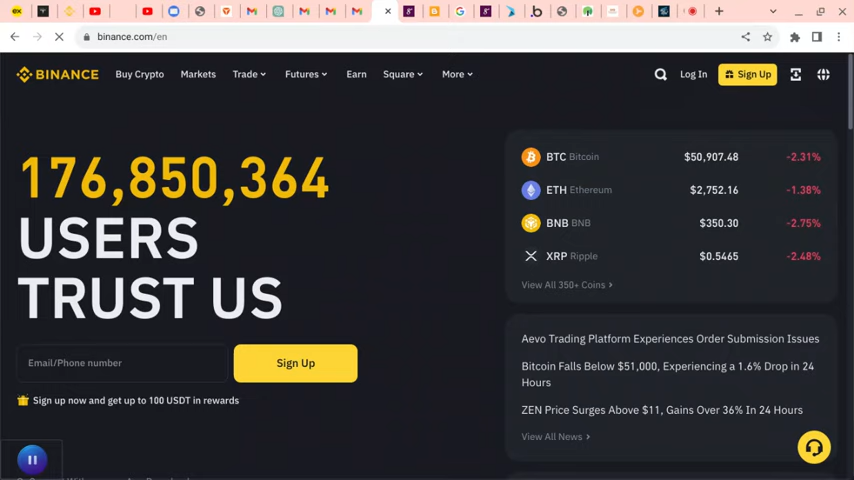 binance.com/en
BINANCE
Buy Crypto
Markets
Trade
Futures
Earn
Square
More
Log In
Sign Up
176,850,364
USERS
TRUST US
Email/Phone number
Sign Up
Sign up now and get up to 100 USDT in rewards
BTC Bitcoin $50,907.48 -2.31%
ETH Ethereum $2,752.16 -1.38%
BNB BNB $350.30 -2.75%
XRP Ripple $0.5465 -2.48%
View All 350+ Coins >
Aevo Trading Platform Experiences Order Submission Issues
Bitcoin Falls Below $51,000, Experiencing a 1.6% Drop in 24
Hours
ZEN Price Surges Above $11, Gains Over 36% In 24 Hours
View All News >